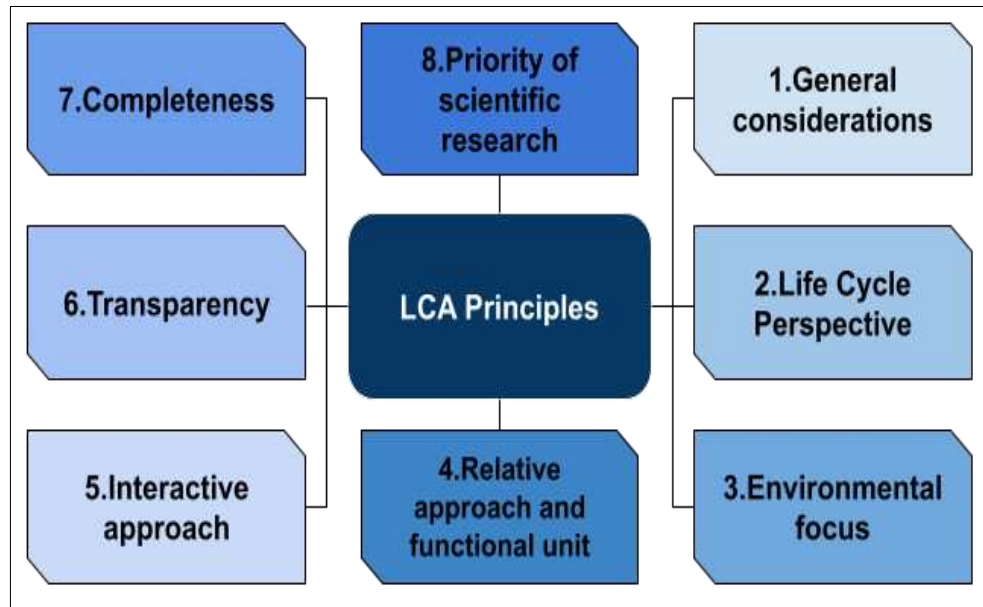 7.Completeness
8.Priority of
scientific
research
1.General
considerations
6.Transparency
LCA Principles
2.Life Cycle
Perspective
5.Interactive
approach
4.Relative
approach and
functional unit
3.Environmental
focus